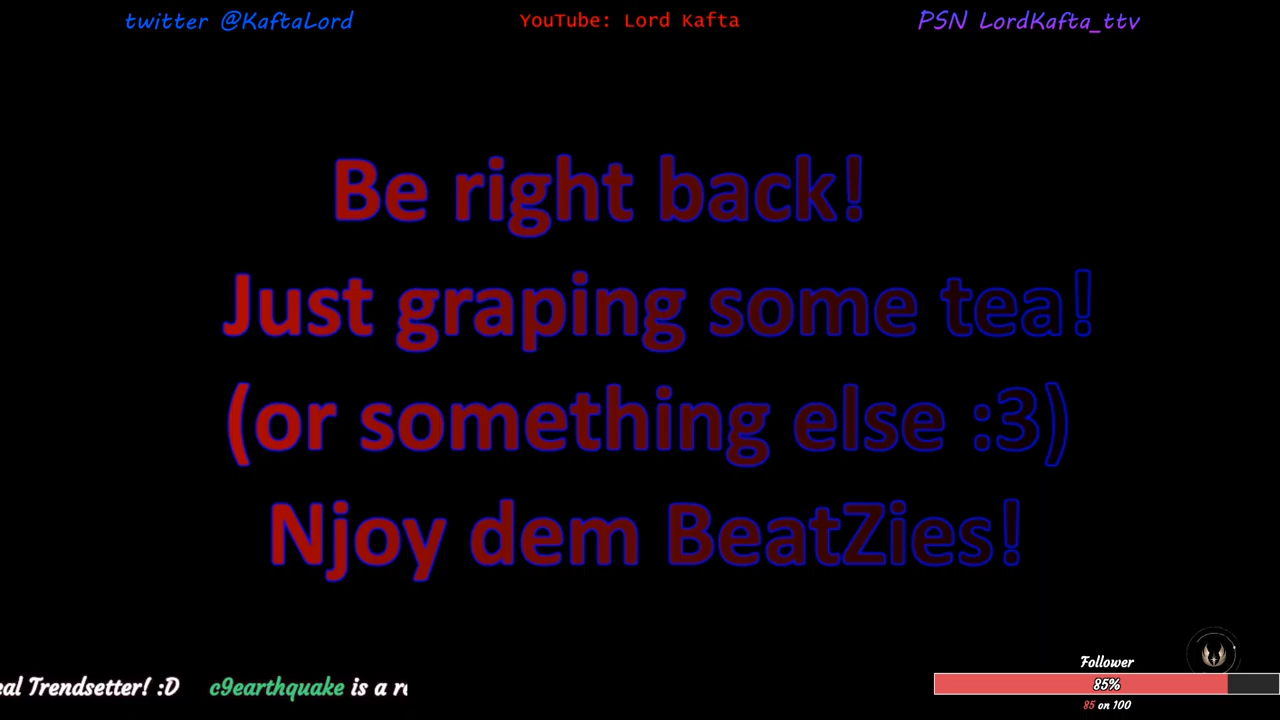 twitter @KaftaLord YouTube: Lord Kafta PSN LordKafta_ttv
Be right back!
Just graping some tea!
(or something else :3)
Njoy dem BeatZies!
Trendsetter! :D c9earthquake is a
Follower
85%
85 on 100